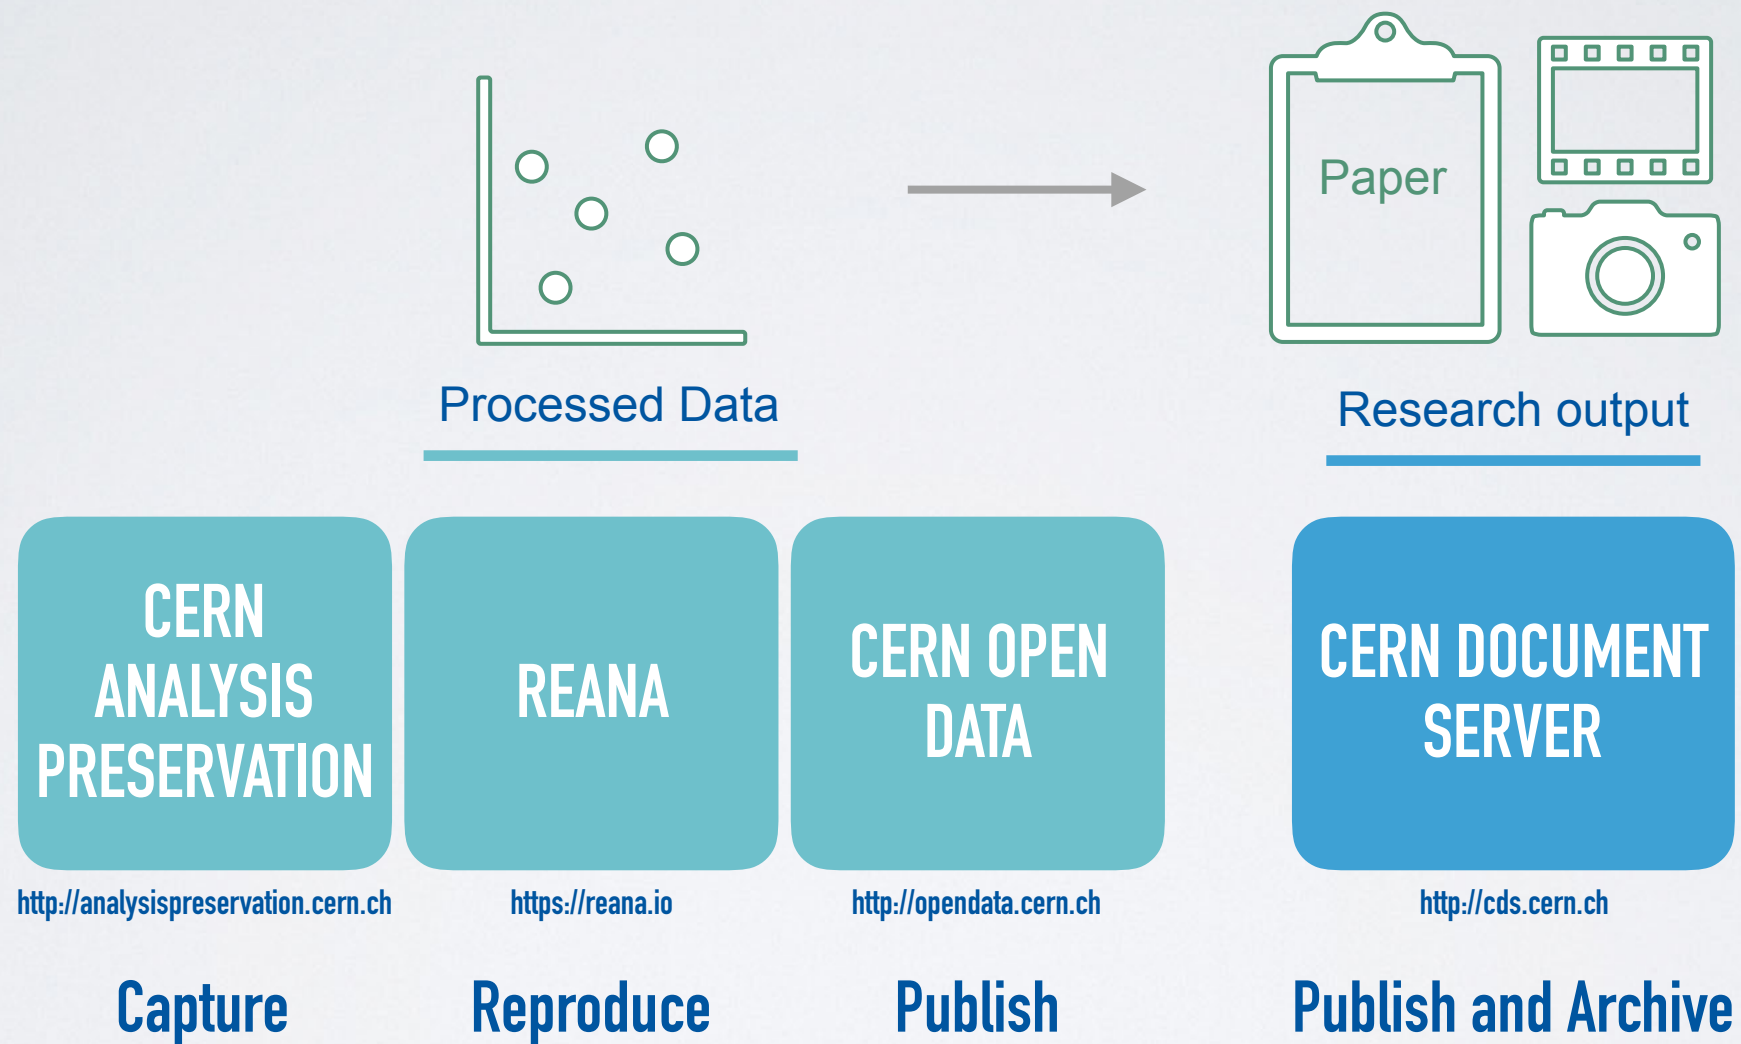 Paper
Processed Data
Research output
CERN
ANALYSIS
PRESERVATION
REANA
CERN OPEN
DATA
CERN DOCUMENT
SERVER
http://analysispreservation.cern.ch
https://reana.io
http://opendata.cern.ch
http://cds.cern.ch
Capture
Reproduce
Publish
Publish and Archive